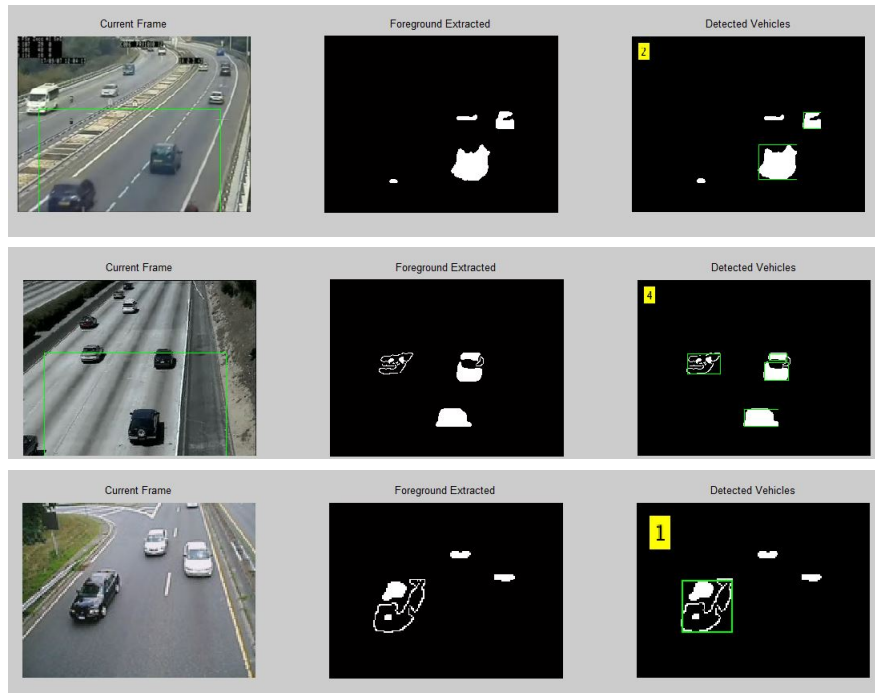 Current Frame Foreground Extracted Detected Vehicles
2
Current Frame Foreground Extracted Detected Vehicles
4
Current Frame Foreground Extracted Detected Vehicles
1